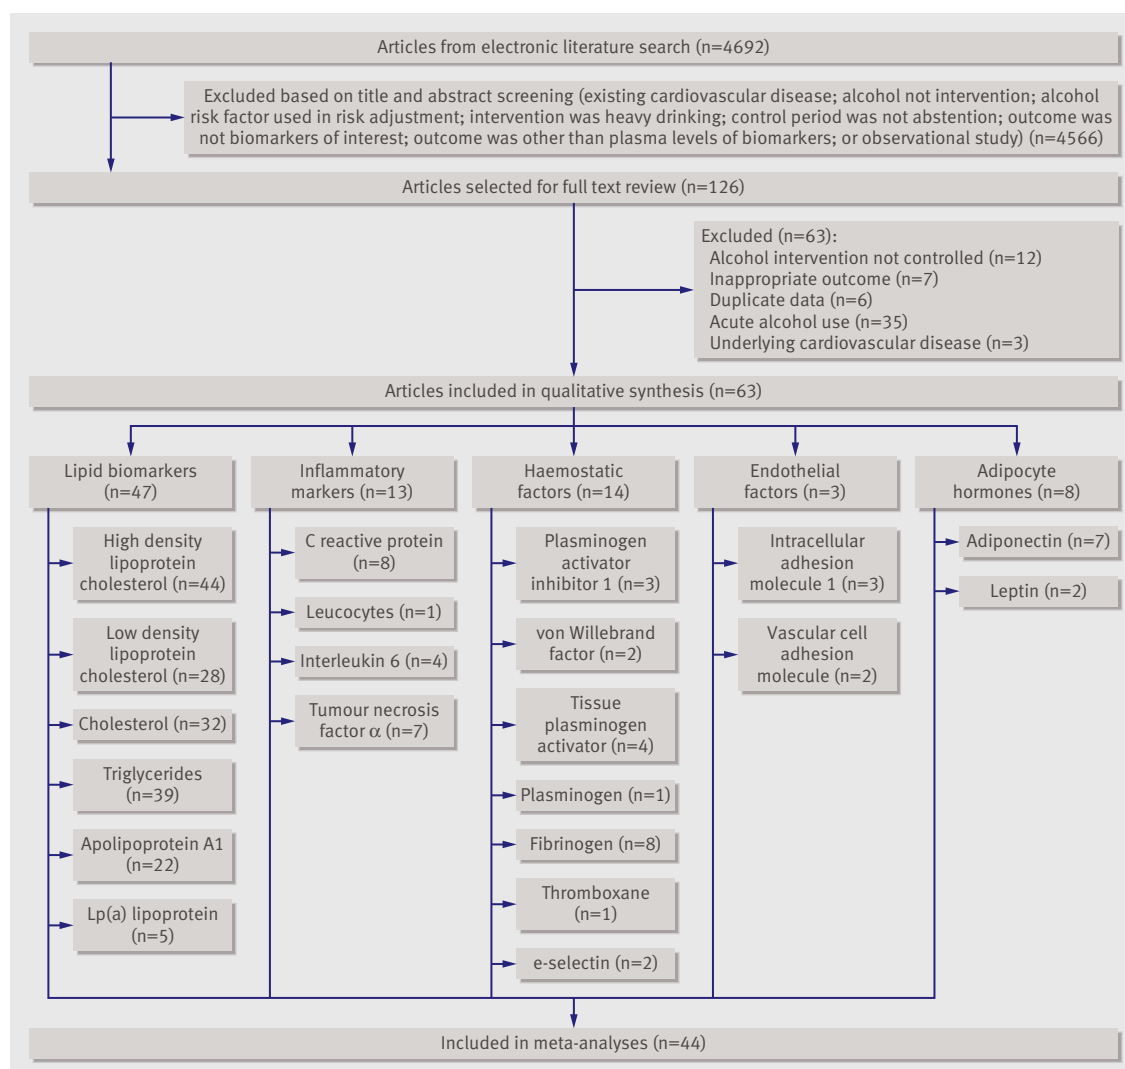 Articles from electronic literature search (n=4692)
Excluded based on title and abstract screening (existing cardiovascular disease; alcohol not intervention; alcohol
risk factor used in risk adjustment; intervention was heavy drinking; control period was not abstention; outcome was
not biomarkers of interest; outcome was other than plasma levels of biomarkers; or observational study) (n=4566)
Articles selected for full text review (n=126)
Excluded (n=63):
Alcohol intervention not controlled (n=12)
Inappropriate outcome (n=7)
Duplicate data (n=6)
Acute alcohol use (n=35)
Underlying cardiovascular disease (n=3)
Articles included in qualitative synthesis (n=63)
Lipid biomarkers
(n=47)
High density
lipoprotein
cholesterol (n=44)
Low density
lipoprotein
cholesterol (n=28)
Cholesterol (n=32)
Triglycerides
(n=39)
Apolipoprotein A1
(n=22)
Lp(a) lipoprotein
(n=5)
Inflammatory
markers (n=13)
C reactive protein
(n=8)
Leucocytes (n=1)
Interleukin 6 (n=4)
Tumour necrosis
factor α (n=7)
Haemostatic
factors (n=14)
Plasminogen
activator
inhibitor 1 (n=3)
von Willebrand
factor (n=2)
Tissue
plasminogen
activator (n=4)
Plasminogen (n=1)
Fibrinogen (n=8)
Thromboxane
(n=1)
e-selectin (n=2)
Endothelial
factors (n=3)
Intracellular
adhesion
molecule 1 (n=3)
Vascular cell
adhesion
molecule (n=2)
Adipocyte
hormones (n=8)
Adiponectin (n=7)
Leptin (n=2)
Included in meta-analyses (n=44)